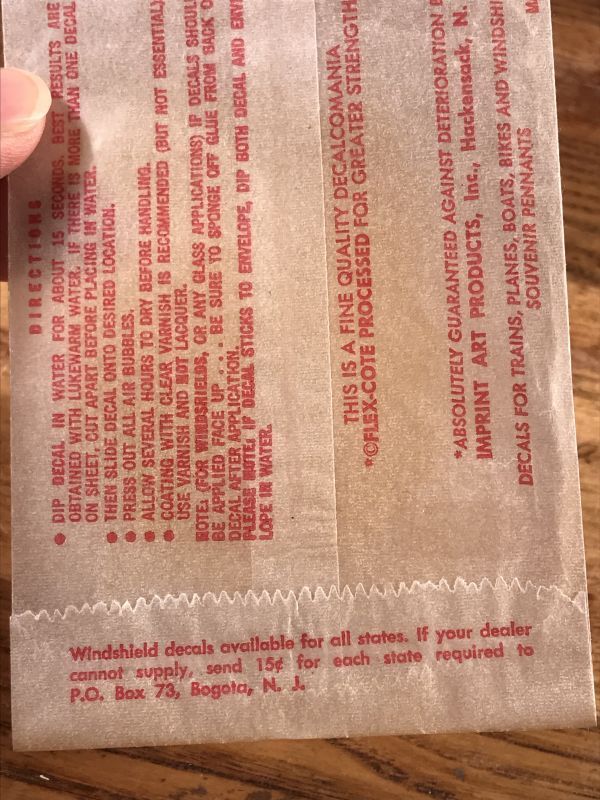 DIRECTIONS
● DIP DECAL IN WATER FOR ABOUT 15 SECONDS. BEST RESULTS ARE
OBTAINED WITH LUKEWARM WATER. IF THERE IS MORE THAN ONE DECAL
ON SHEET, CUT APART BEFORE PLACING IN WATER.
● THEN SLIDE DECAL ONTO DESIRED LOCATION.
● PRESS OUT ALL AIR BUBBLES.
● ALLOW SEVERAL HOURS TO DRY BEFORE HANDLING.
● COATING WITH CLEAR VARNISH IS RECOMMENDED (BUT NOT ESSENTIAL)
USE VARNISH AND NOT LACQUER.
NOTE: (FOR WINDSHIELDS, OR ANY GLASS APPLICATIONS) IF DECALS SHOUL
BE APPLIED FACE UP . . . BE SURE TO SPONGE OFF GLUE FROM BACK O
DECAL AFTER APPLICATION.
PLEASE NOTE: IF DECAL STICKS TO ENVELOPE, DIP BOTH DECAL AND ENVE
LOPE IN WATER.
THIS IS A FINE QUALITY DECALCOMANIA
*©FLEX-COTE PROCESSED FOR GREATER STRENGTH
*ABSOLUTELY GUARANTEED AGAINST DETERIORATION B
IMPRINT ART PRODUCTS, Inc., Hackensack, N.
DECALS FOR TRAINS, PLANES, BOATS, BIKES AND WINDSHI
SOUVENIR PENNANTS
MA
Windshield decals available for all states. If your dealer
cannot supply, send 15¢ for each state required to
P.O. Box 73, Bogota, N. J.